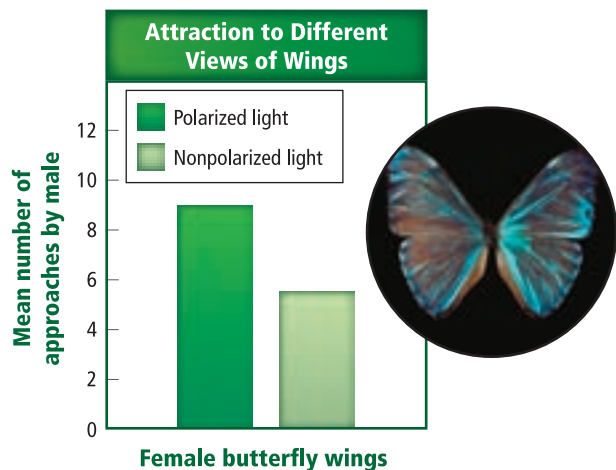 Attraction to Different
Views of Wings
Polarized light
Nonpolarized light
Mean number of
approaches by male
12
10
8
6
4
2
0
Female butterfly wings